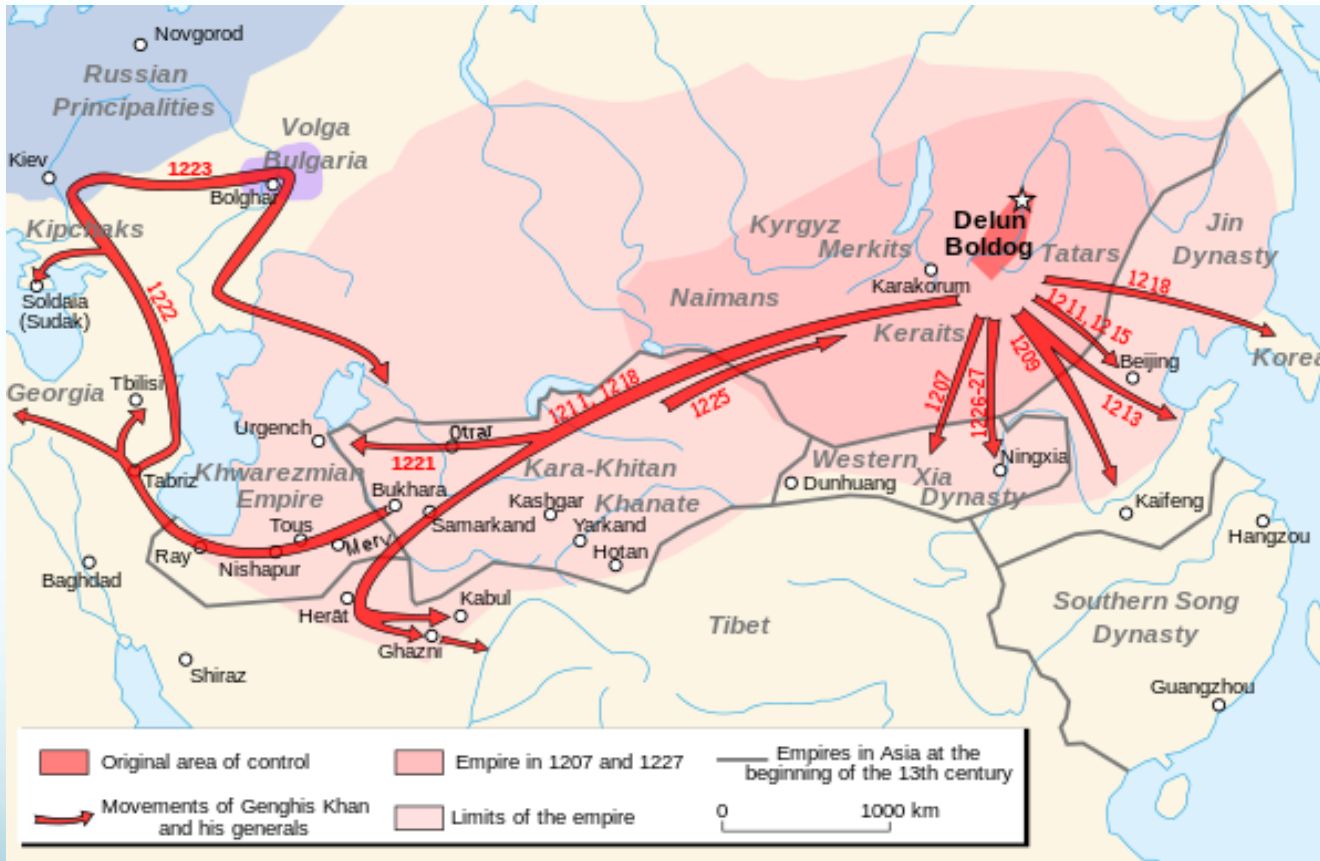 Novgorod
Russian
Principalities
Volga
Bulgaria
Kiev
1223
Bolghar
Kipchaks
Soldaia
(Sudak)
1222
Georgia
Tbilisi
Tabriz
Urgench
Khwarezmian
Empire
1221
Otrar
1211, 1218
1225
Kara-Khitan
Khanate
Bukhara
Samarkand
Kashgar
Yarkand
Hotan
Tous
Merv
Ray
Nishapur
Baghdad
Herāt
Kabul
Ghazni
Shiraz
Tibet
Kyrgyz
Merkits
Naimans
Karakorum
Keraits
Delun
Boldog
Tatars
Jin
Dynasty
1218
1211, 1215
1209
1207
1226-27
1213
Beijing
Korea
Western
Xia
Dynasty
Dunhuang
Ningxia
Kaifeng
Hangzou
Southern Song
Dynasty
Guangzhou
Original area of control
Movements of Genghis Khan
and his generals
Empire in 1207 and 1227
Limits of the empire
Empires in Asia at the
beginning of the 13th century
0 1000 km